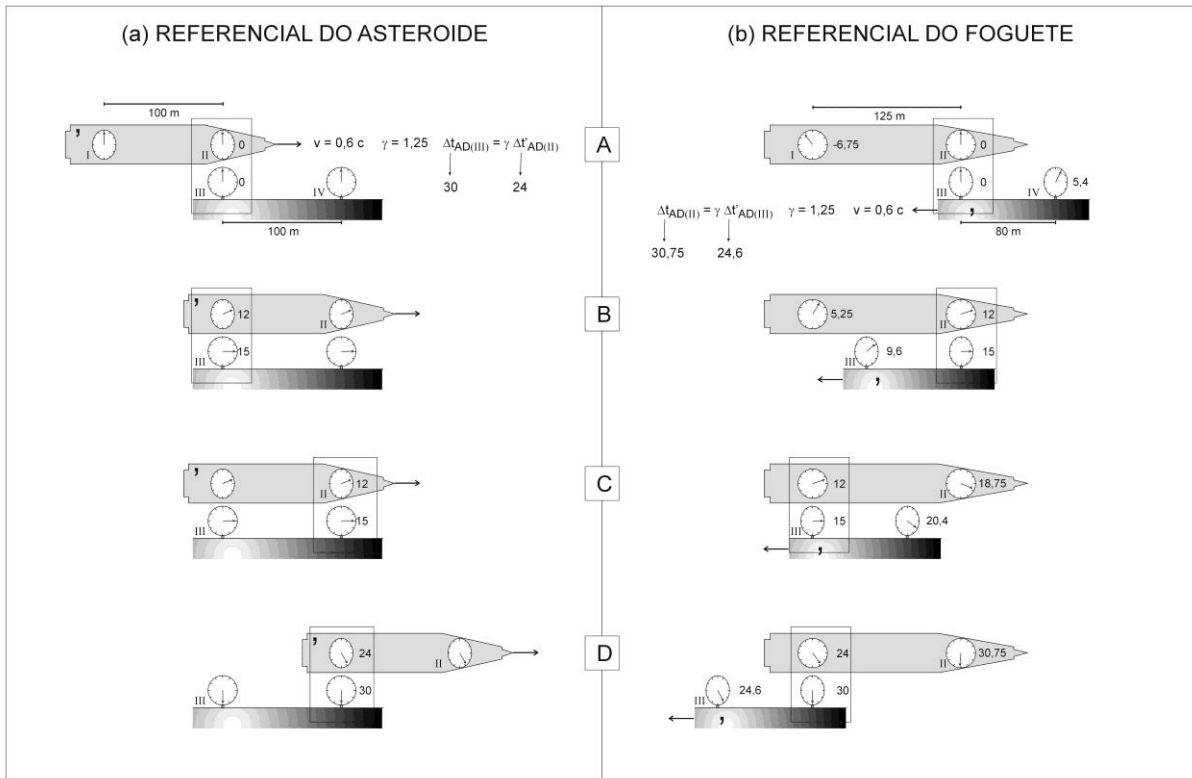 (a) REFERENCIAL DO ASTEROIDE
100 m
,
I
II
0
v = 0,6 c γ = 1,25 Δt_AD(III) = γ Δt'_AD(II)
30 24
III
0
IV
100 m
A
(b) REFERENCIAL DO FOGUETE
125 m
I
-6,75
II
0
III
0
IV
5,4
,
Δt_AD(II) = γ Δt'_AD(III) γ = 1,25 v = 0,6 c
30,75 24,6
80 m
,
12
II
III
15
B
5,25
II
12
III
9,6
15
,
,
II
12
III
15
C
12
II
18,75
III
15
20,4
,
,
24
II
III
30
D
24
II
30,75
III
24,6
30
,